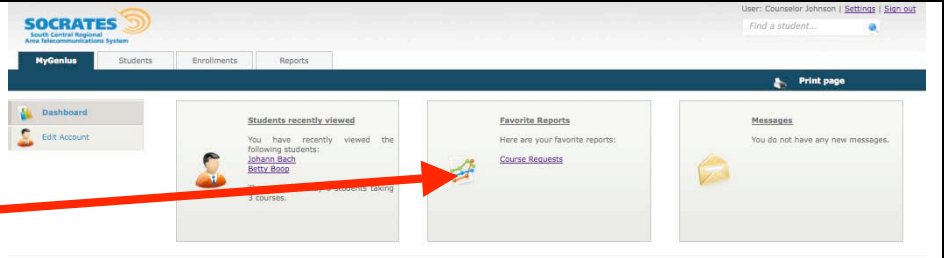 User: Counselor Johnson | Settings | Sign out
SOCRATES
South Central Regional
Area Telecommunications System
Find a student...
MyGenius Students Enrollments Reports
Print page
Dashboard
Edit Account
Students recently viewed
You have recently viewed the
following students:
Johann Bach
Betty Boop
students taking
3 courses.
Favorite Reports
Here are your favorite reports:
Course Requests
Messages
You do not have any new messages.